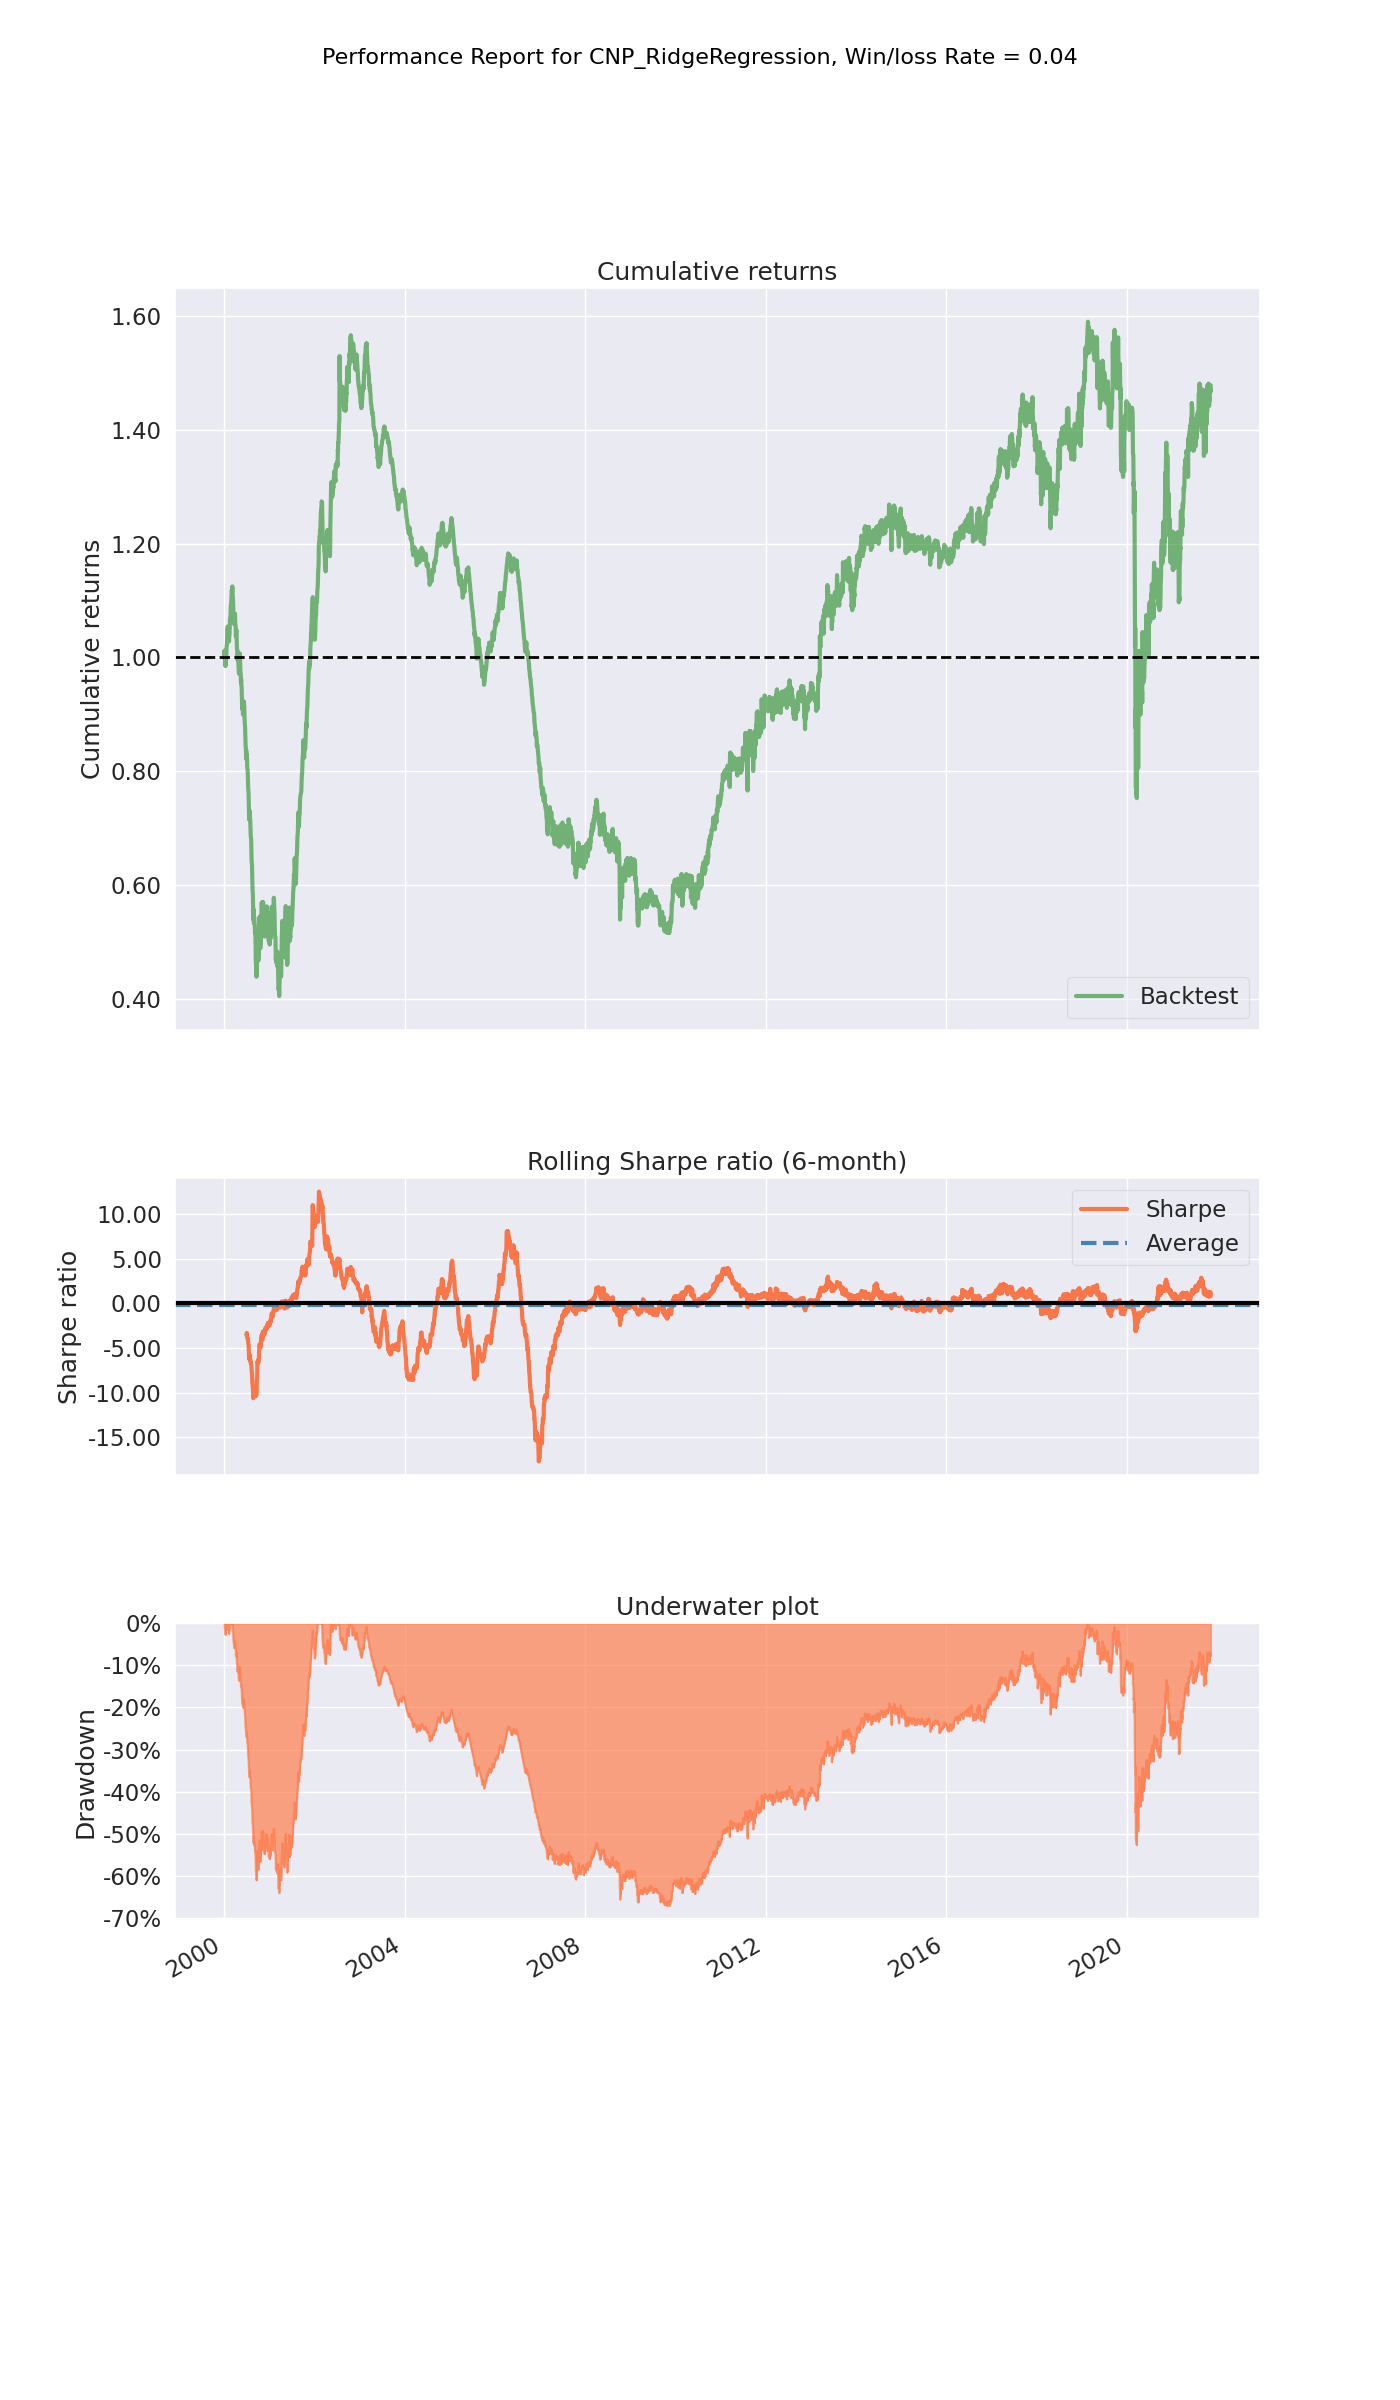 Performance Report for CNP_RidgeRegression, Win/loss Rate = 0.04
Cumulative returns
Cumulative returns
1.60
1.40
1.20
1.00
0.80
0.60
0.40
Backtest
Rolling Sharpe ratio (6-month)
Sharpe ratio
10.00
5.00
0.00
-5.00
-10.00
-15.00
Sharpe
Average
Underwater plot
Drawdown
0%
-10%
-20%
-30%
-40%
-50%
-60%
-70%
2000
2004
2008
2012
2016
2020